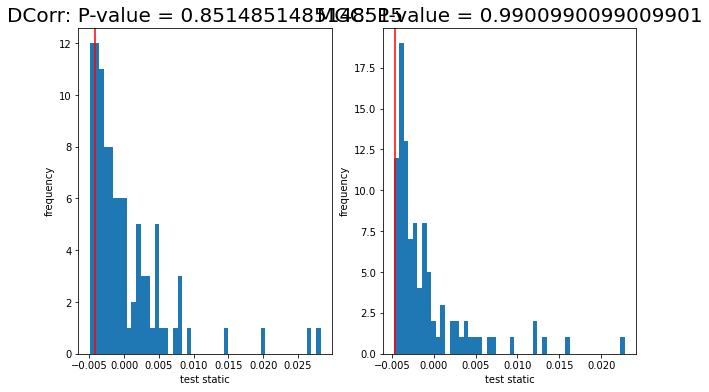 DCorr: P-value = 0.8514851485148515
MGC: P-value = 0.9900990099009901
12
10
8
6
4
2
0
frequency
−0.005 0.000 0.005 0.010 0.015 0.020 0.025
test static
17.5
15.0
12.5
10.0
7.5
5.0
2.5
0.0
frequency
−0.005 0.000 0.005 0.010 0.015 0.020
test static